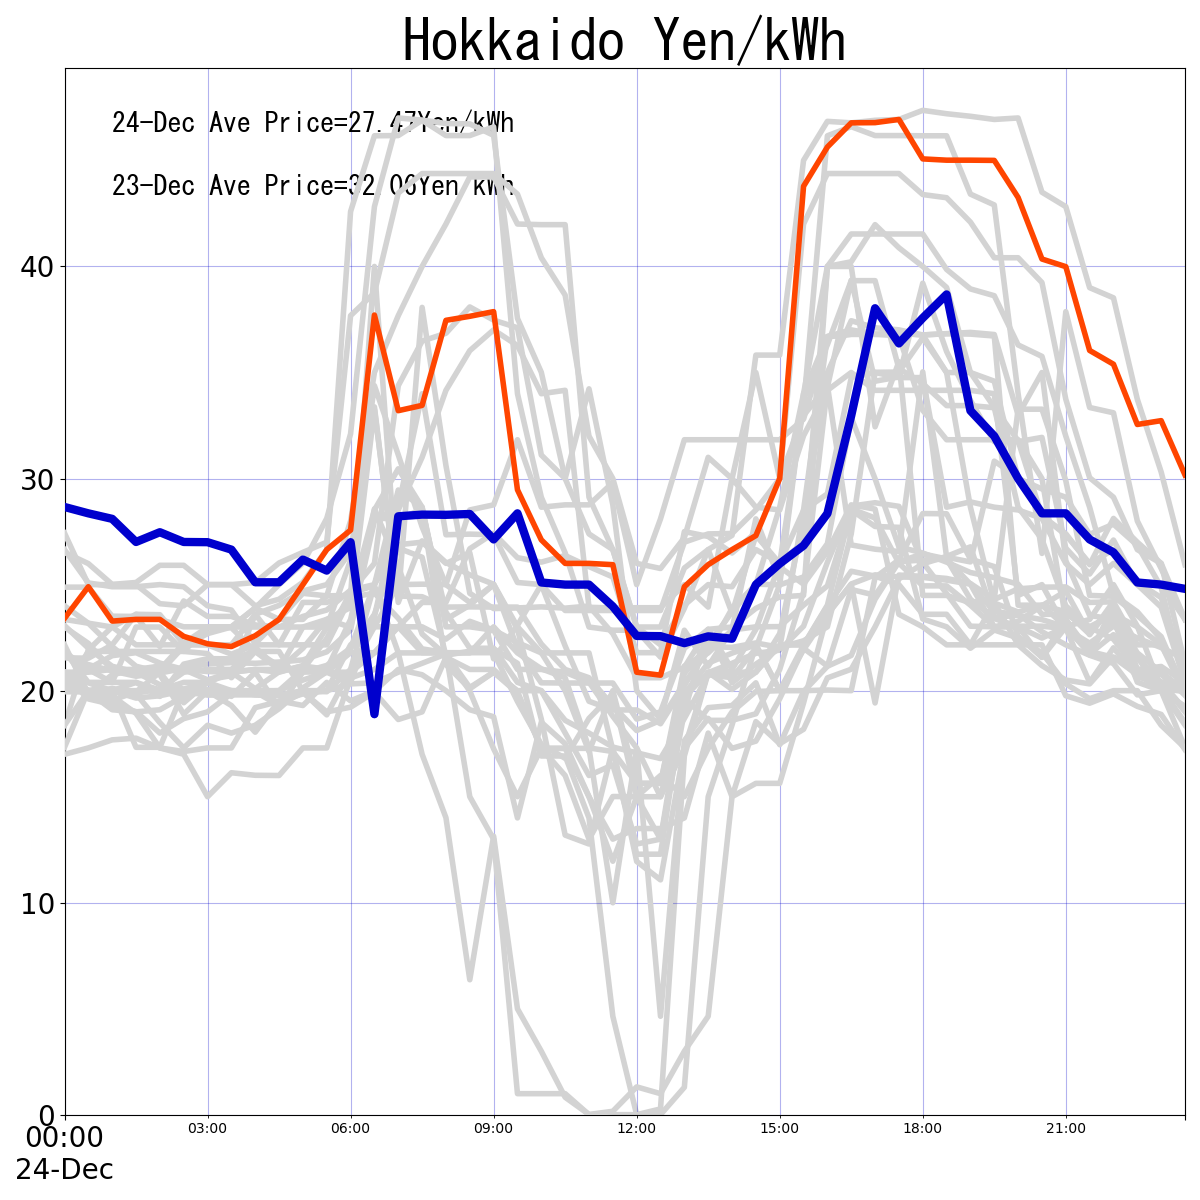 Hokkaido Yen/kWh
24-Dec Ave Price=27.47Yen/kWh
23-Dec Ave Price=32.06Yen/kWh
40
30
20
10
0
00:00 03:00 06:00 09:00 12:00 15:00 18:00 21:00
24-Dec